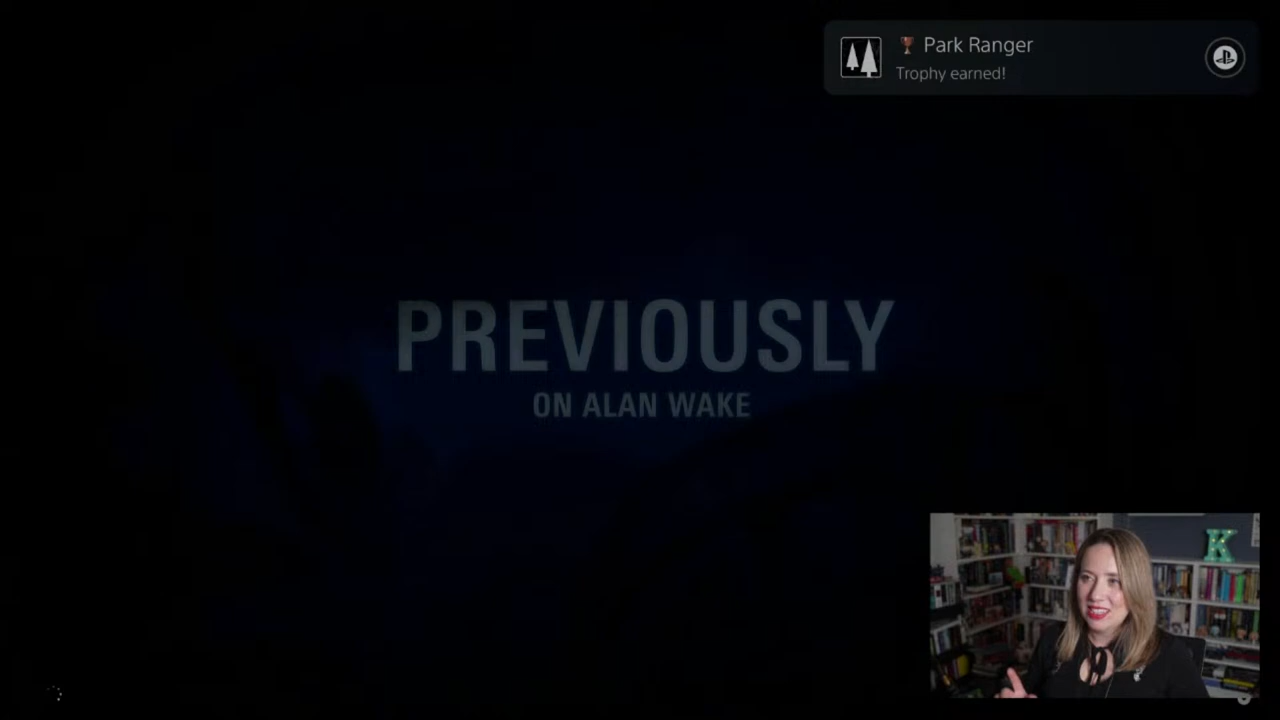 Park Ranger
Trophy earned!
PREVIOUSLY
ON ALAN WAKE
K